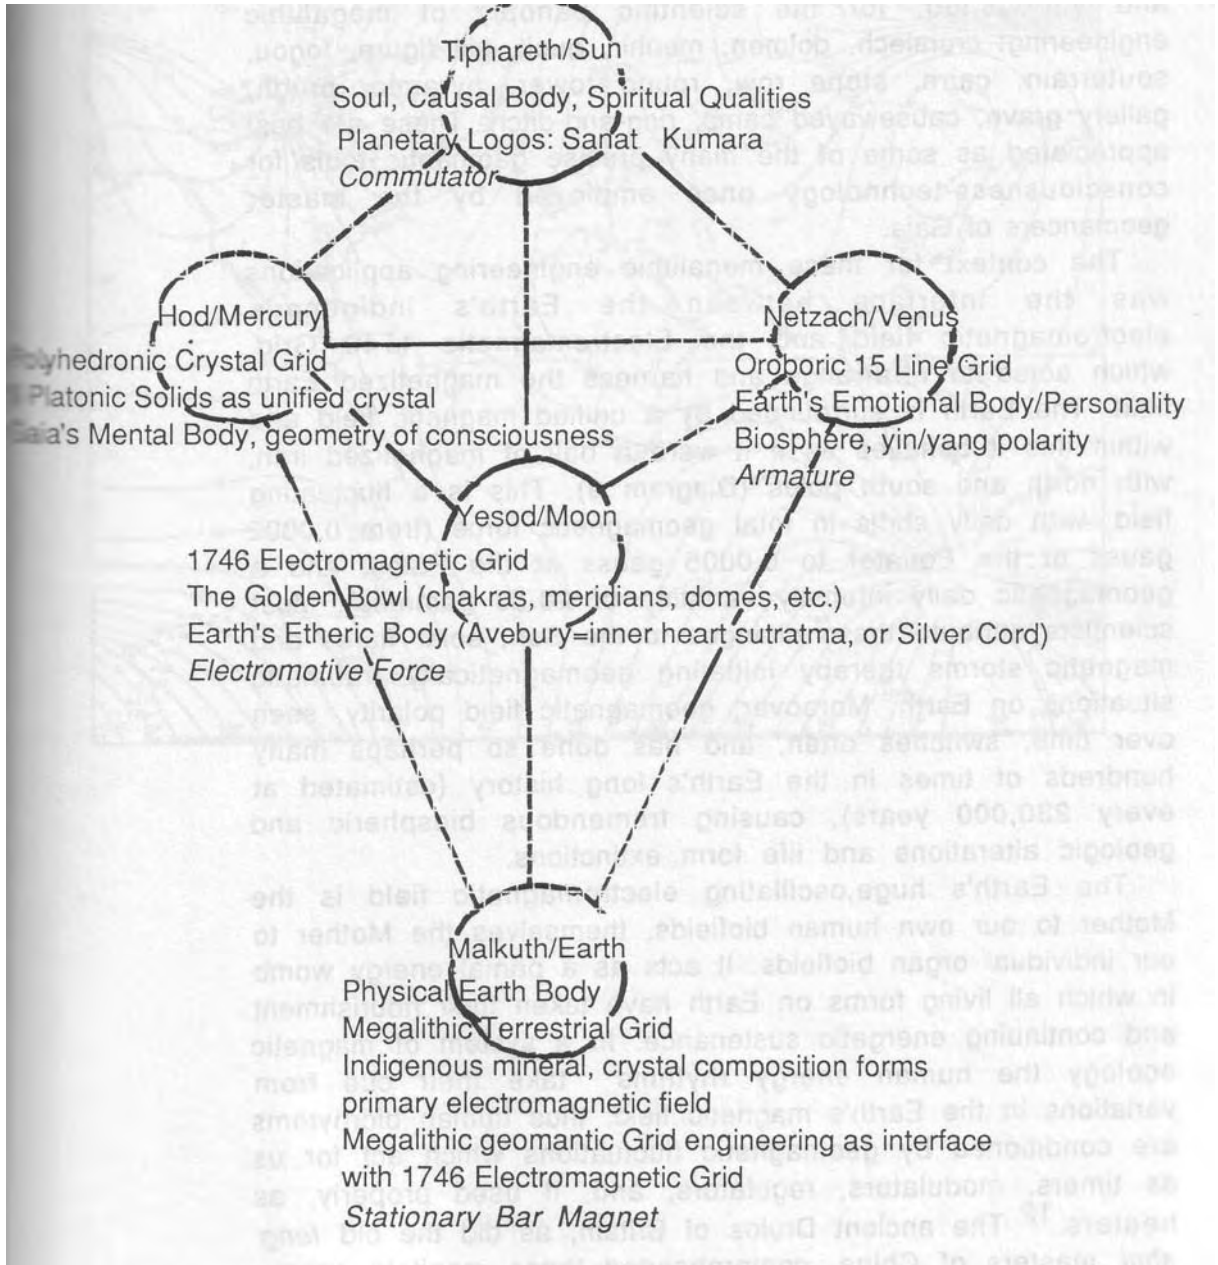 Tiphareth/Sun
Soul, Causal Body, Spiritual Qualities
Planetary Logos: Sanat Kumara
Commutator
Hod/Mercury
Polyhedronic Crystal Grid
5 Platonic Solids as unified crystal
Gaia's Mental Body, geometry of consciousness
Netzach/Venus
Oroboric 15 Line Grid
Earth's Emotional Body/Personality
Biosphere, yin/yang polarity
Armature
Yesod/Moon
1746 Electromagnetic Grid
The Golden Bowl (chakras, meridians, domes, etc.)
Earth's Etheric Body (Avebury=inner heart sutratma, or Silver Cord)
Electromotive Force
Malkuth/Earth
Physical Earth Body
Megalithic Terrestrial Grid
Indigenous mineral, crystal composition forms
primary electromagnetic field
Megalithic geomantic Grid engineering as interface
with 1746 Electromagnetic Grid
Stationary Bar Magnet